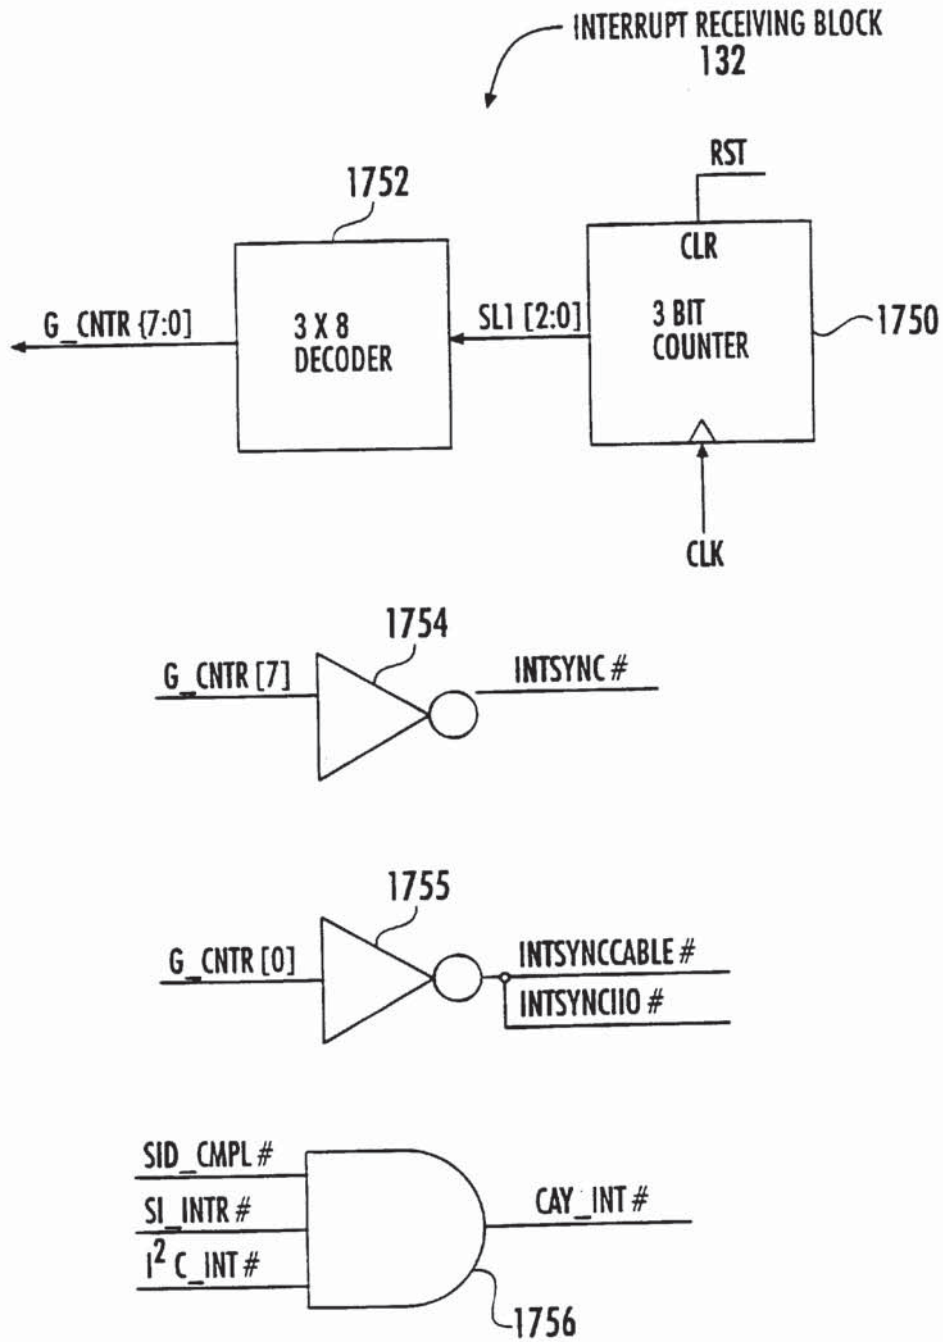 INTERRUPT RECEIVING BLOCK
132
RST
1752
CLR
G_CNTR {7:0]
3 X 8
DECODER
SL1 [2:0]
3 BIT
COUNTER
1750
CLK
1754
G_CNTR [7]
INTSYNC #
1755
G_CNTR [0]
INTSYNCCABLE #
INTSYNCIIO #
SID_CMPL #
SI_INTR #
I² C_INT #
CAY_INT #
1756